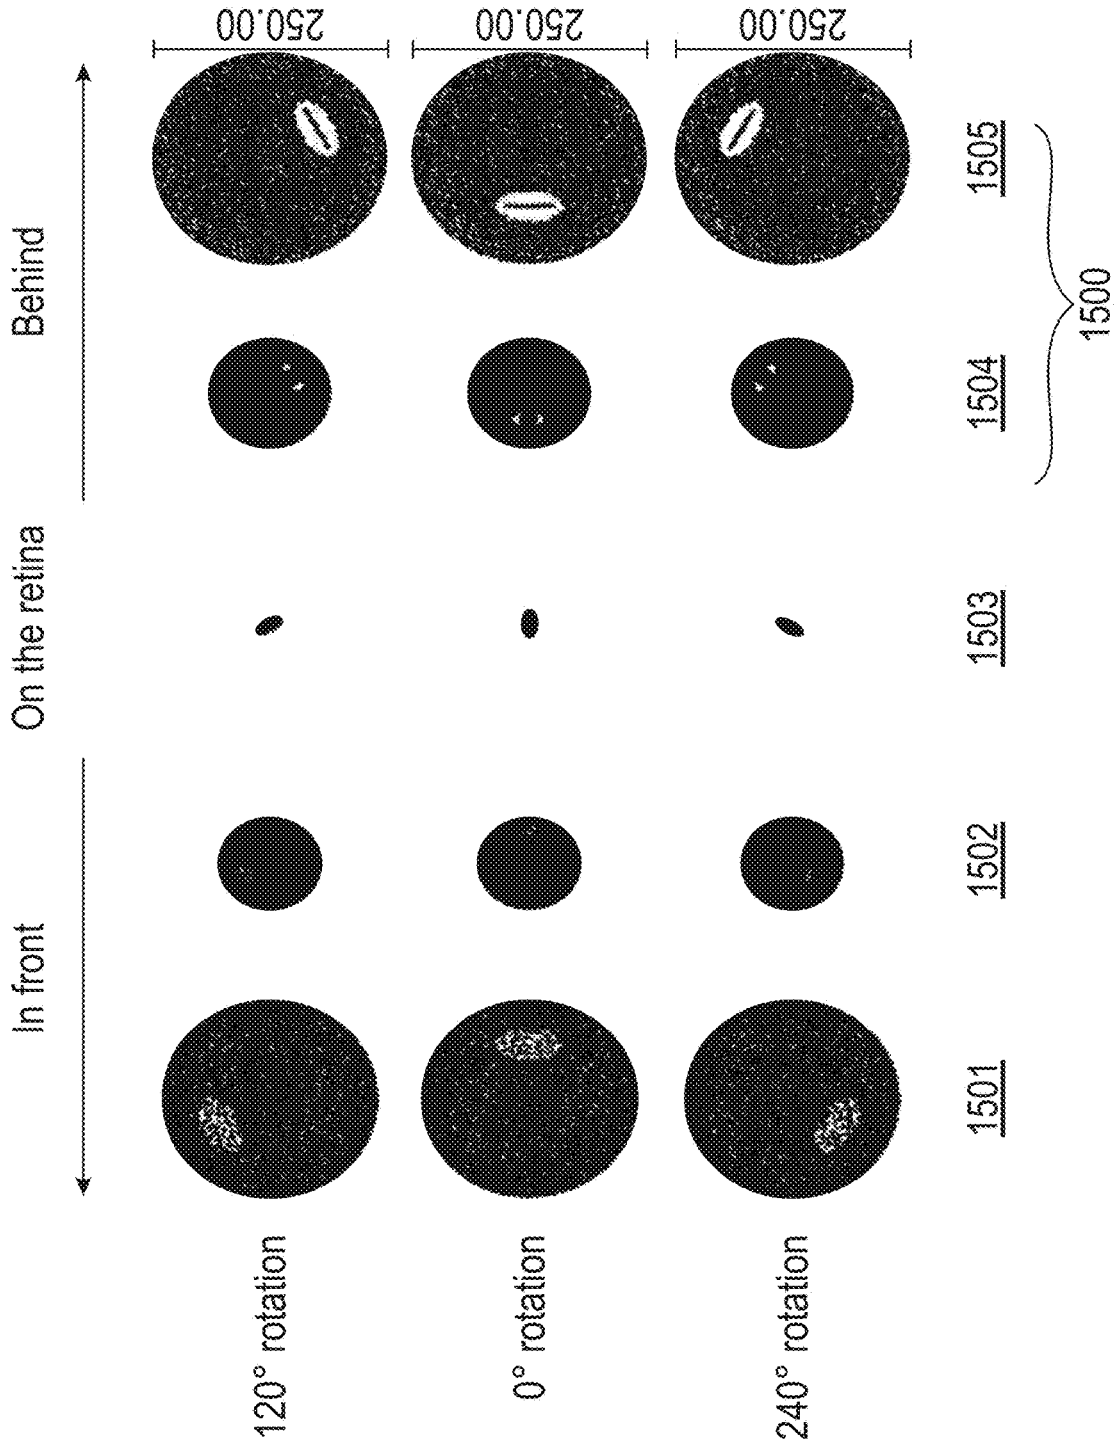 In front
On the retina
Behind
120° rotation
250.00
0° rotation
250.00
240° rotation
250.00
1501
1502
1503
1504
1505
1500